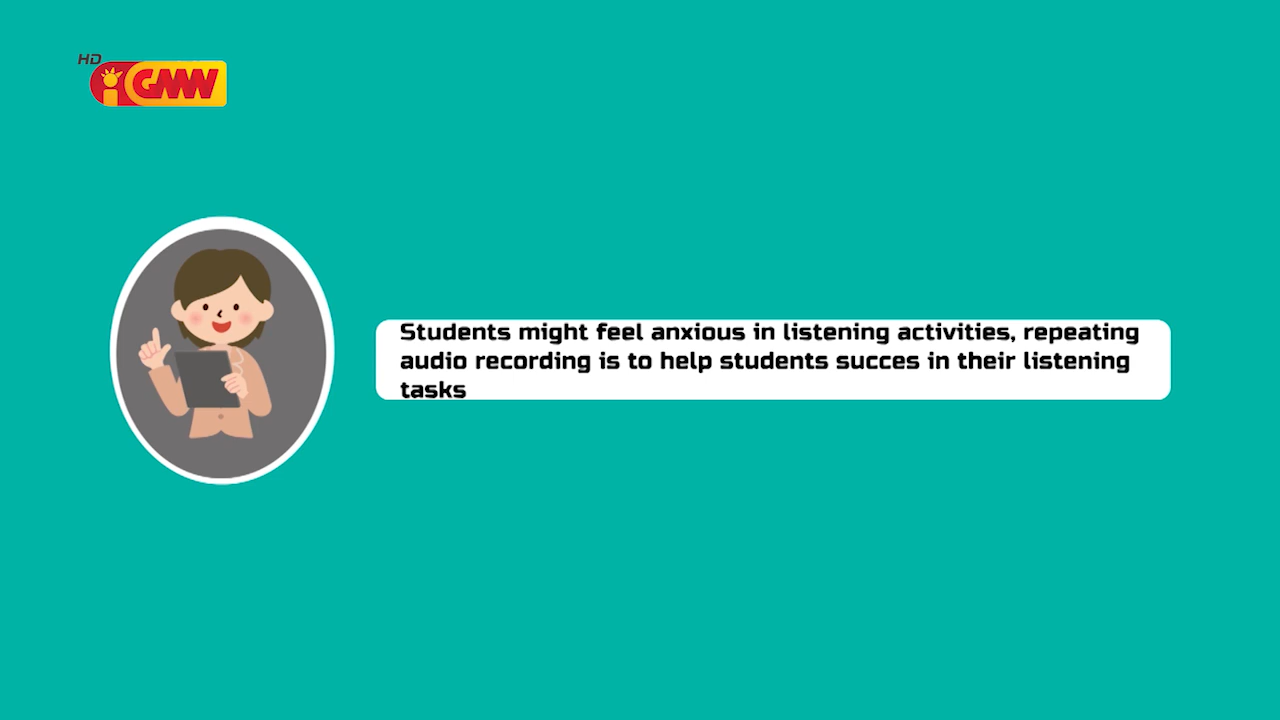 HD
iGMW
Students might feel anxious in listening activities, repeating
audio recording is to help students succes in their listening
tasks